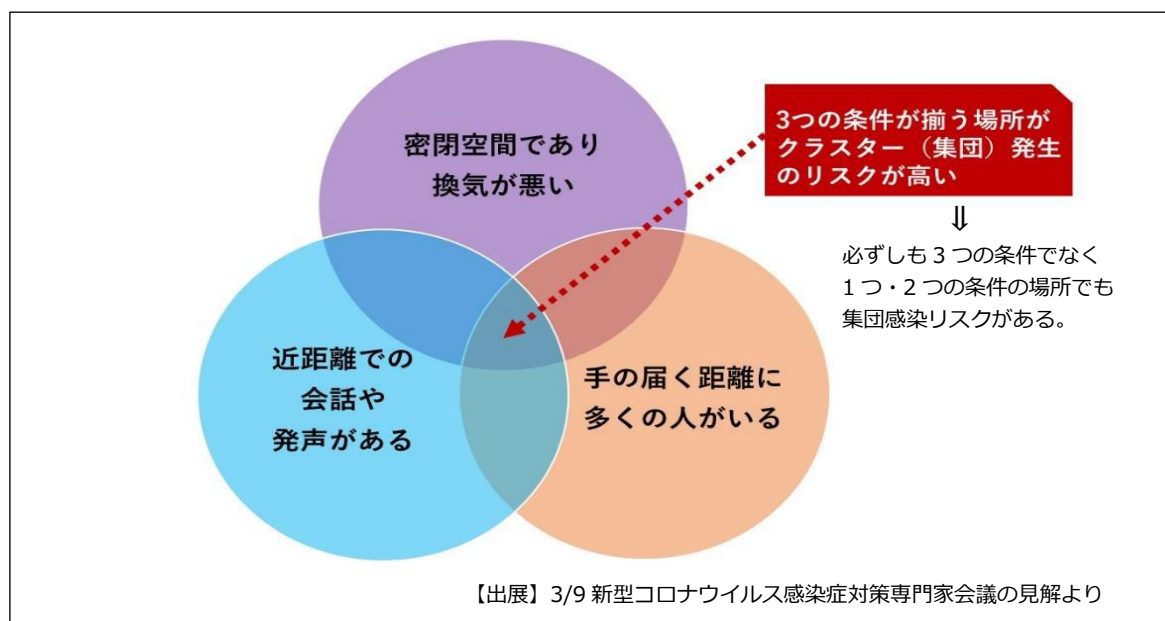 密閉空間であり
換気が悪い
3つの条件が揃う場所が
クラスター（集団）発生
のリスクが高い
⇓
必ずしも 3 つの条件でなく
1 つ・2 つの条件の場所でも
集団感染リスクがある。
近距離での
会話や
発声がある
手の届く距離に
多くの人がいる
【出展】3/9 新型コロナウイルス感染症対策専門家会議の見解より